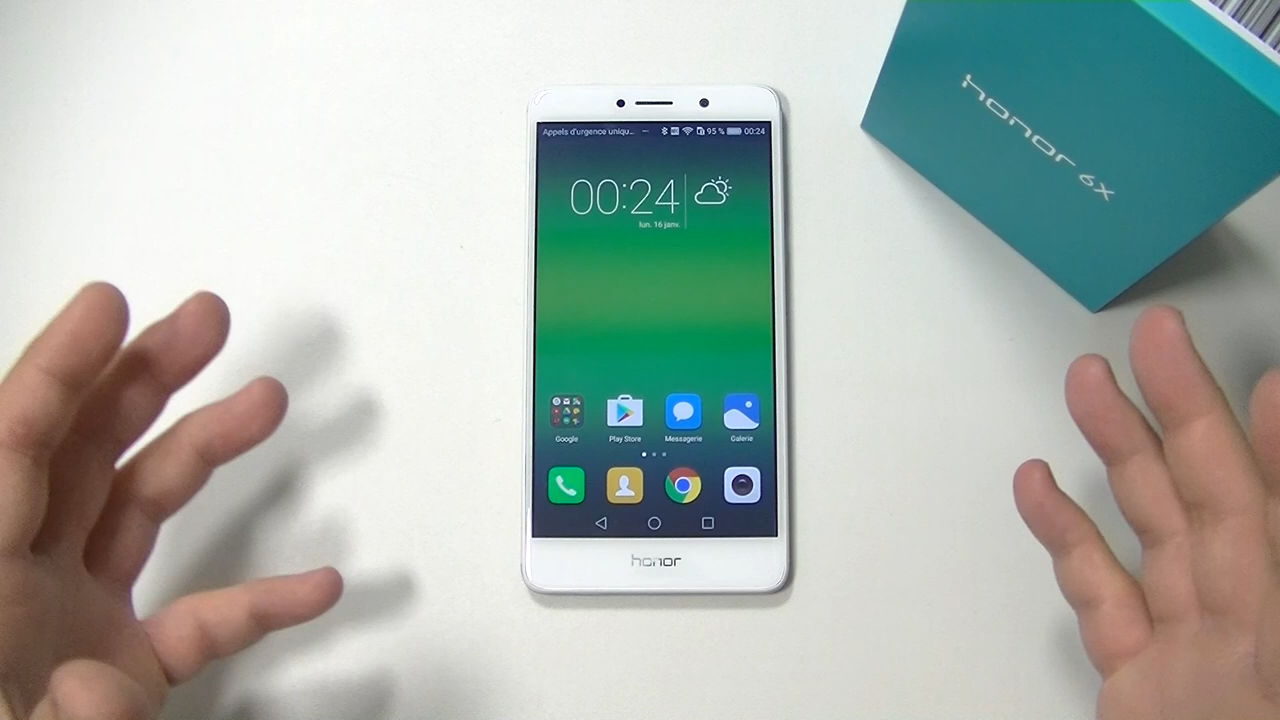 honor 6X
Appels d'urgence uniqu... 95 % 00:24
00:24
lun. 16 janv.
Google Play Store Messagerie Galerie
honor